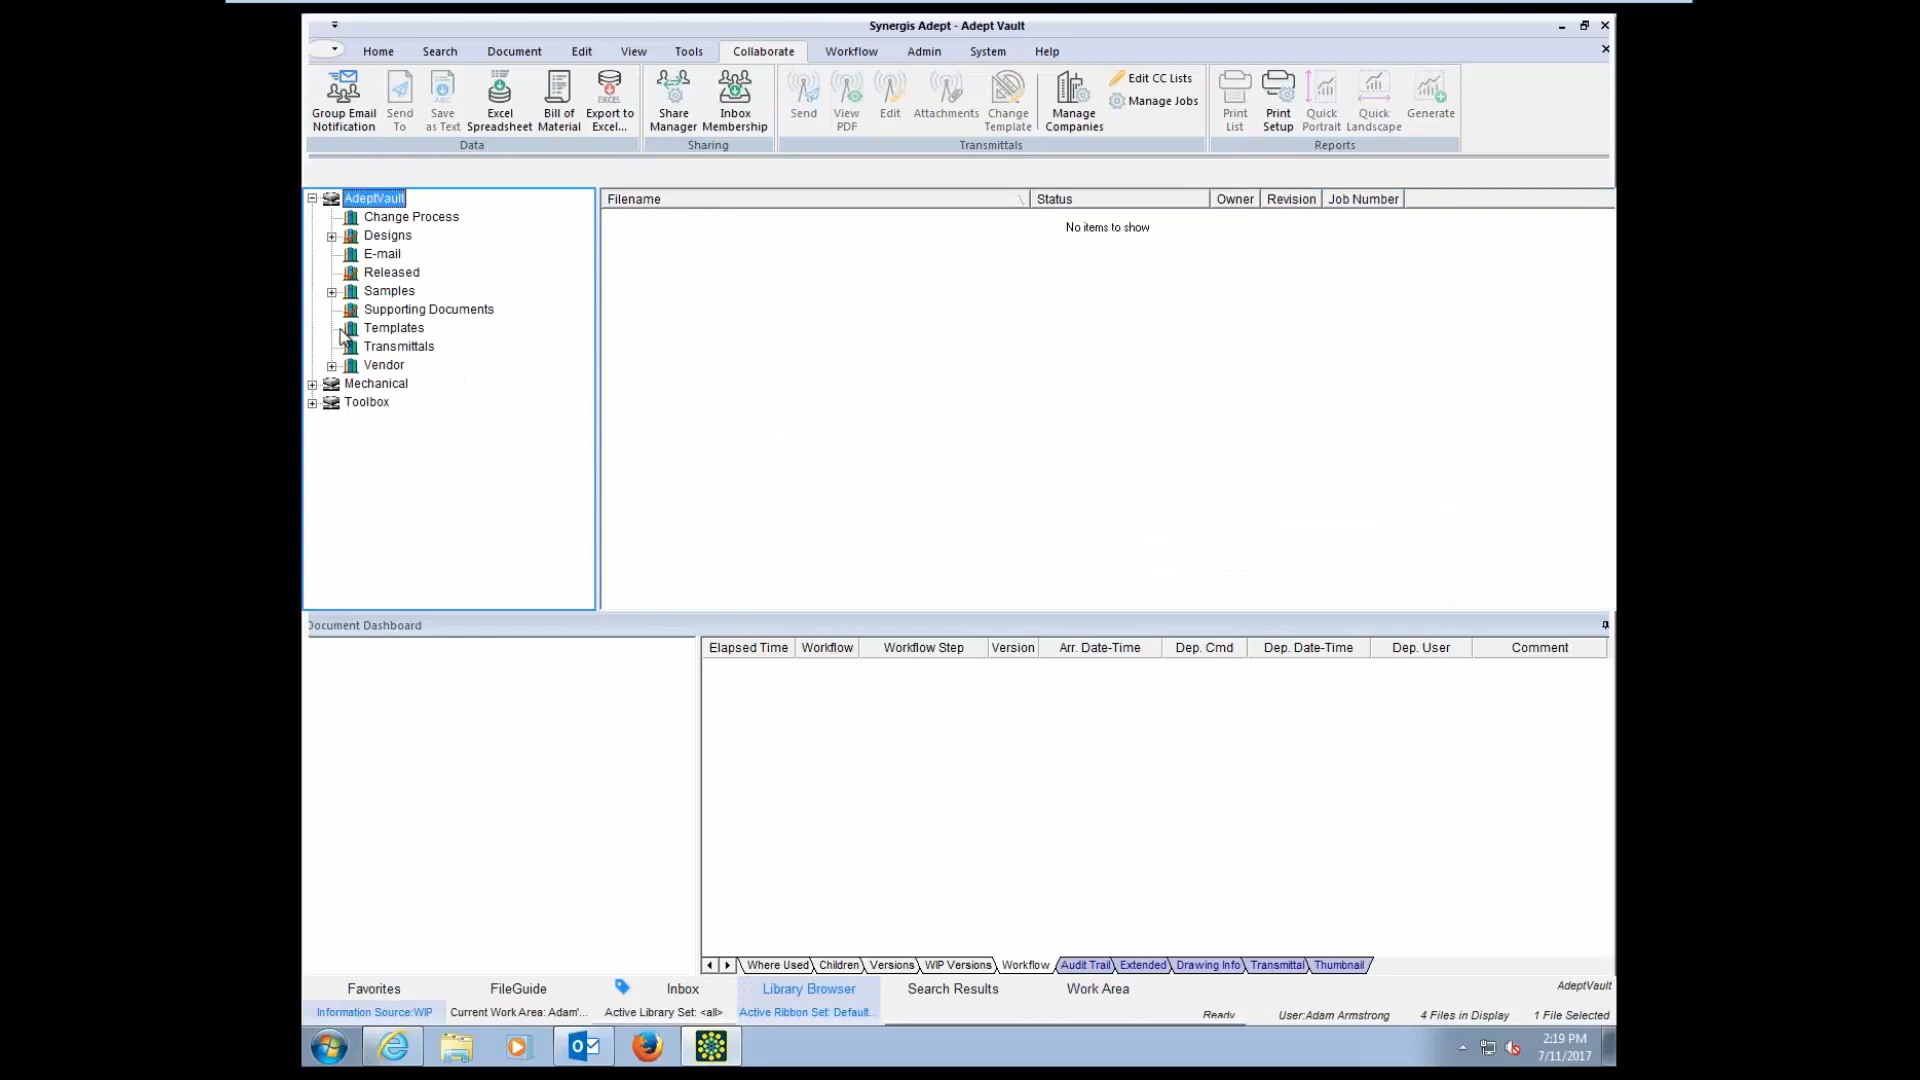 Synergis Adept - Adept Vault
Home Search Document Edit View Tools Collaborate Workflow Admin System Help
Group Email Notification
Send To
Save as Text
Excel Spreadsheet
Bill of Material
Export to Excel...
Share Manager
Inbox Membership
Send
View PDF
Edit
Attachments
Change Template
Manage Companies
Edit CC Lists
Manage Jobs
Print List
Print Setup
Quick Portrait
Quick Landscape
Generate
Data Sharing Transmittals Reports
AdeptVault
Change Process
Designs
E-mail
Released
Samples
Supporting Documents
Templates
Transmittals
Vendor
Mechanical
Toolbox
Filename Status Owner Revision Job Number
No items to show
Document Dashboard
Elapsed Time Workflow Workflow Step Version Arr. Date-Time Dep. Cmd Dep. Date-Time Dep. User Comment
Where Used Children Versions WIP Versions Workflow Audit Trail Extended Drawing Info Transmittal Thumbnail
Favorites FileGuide Inbox Library Browser Search Results Work Area AdeptVault
Information Source:WIP Current Work Area: Adam'... Active Library Set: <all> Active Ribbon Set: Default... Ready User:Adam Armstrong 4 Files in Display 1 File Selected
2:19 PM
7/11/2017